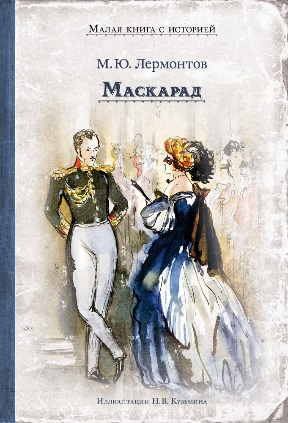 Малая книга с историей
М. Ю. Лермонтов
Маскарад
Иллюстрации Н. В. Кузьмина